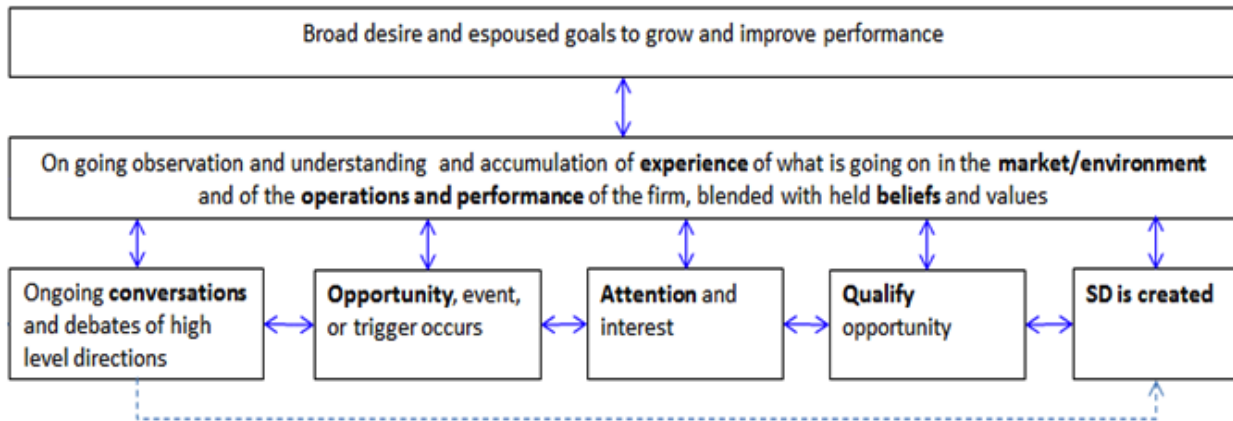 Broad desire and espoused goals to grow and improve performance
On going observation and understanding and accumulation of experience of what is going on in the market/environment
and of the operations and performance of the firm, blended with held beliefs and values
Ongoing conversations
and debates of high
level directions
Opportunity, event,
or trigger occurs
Attention and
interest
Qualify
opportunity
SD is created